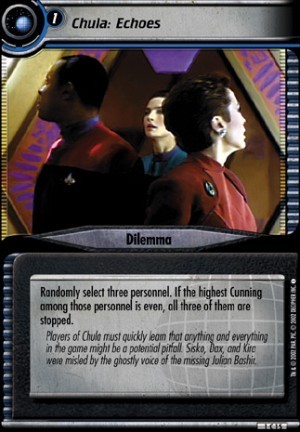 1
Chula: Echoes
Dilemma
Randomly select three personnel. If the highest Cunning
among those personnel is even, all three of them are
stopped.
Players of Chula must quickly learn that anything and everything
in the game might be a potential pitfall. Sisko, Dax, and Kira
were misled by the ghostly voice of the missing Julian Bashir.
1 C 15